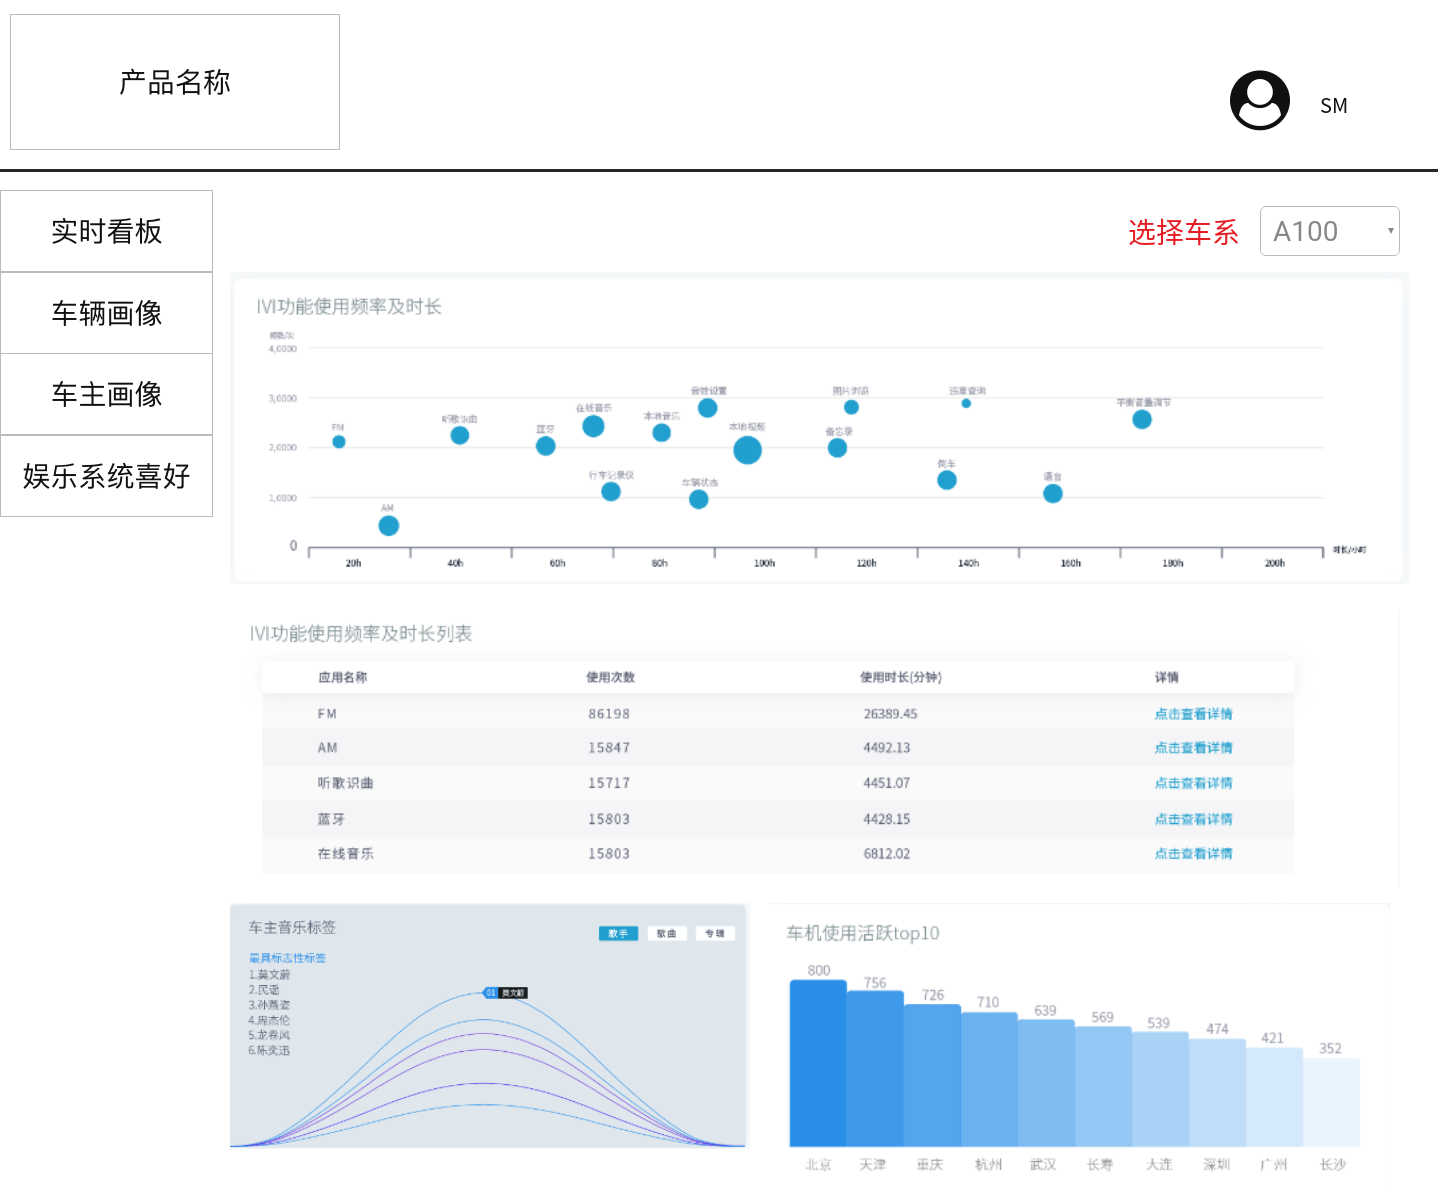 产品名称
SM
实时看板
车辆画像
车主画像
娱乐系统喜好
选择车系
A100
IVI功能使用频率及时长
频数/次
4,0000
3,0000
2,0000
1,0000
0
FM
AM
听歌识曲
蓝牙
在线音乐
行车记录仪
本地音乐
音效设置
车辆状态
本地视频
图片浏览
备忘录
违章查询
倒车
语音
平衡音量调节
20h 40h 60h 80h 100h 120h 140h 160h 180h 200h
时长/小时
IVI功能使用频率及时长列表
应用名称 使用次数 使用时长(分钟) 详情
FM 86198 26389.45 点击查看详情
AM 15847 4492.13 点击查看详情
听歌识曲 15717 4451.07 点击查看详情
蓝牙 15803 4428.15 点击查看详情
在线音乐 15803 6812.02 点击查看详情
车主音乐标签
歌手 歌曲 专辑
最具标志性标签
1.莫文蔚
2.民谣
3.孙燕姿
4.周杰伦
5.龙卷风
6.陈奕迅
01 莫文蔚
车机使用活跃top10
800 756 726 710 639 569 539 474 421 352
北京 天津 重庆 杭州 武汉 长寿 大连 深圳 广州 长沙